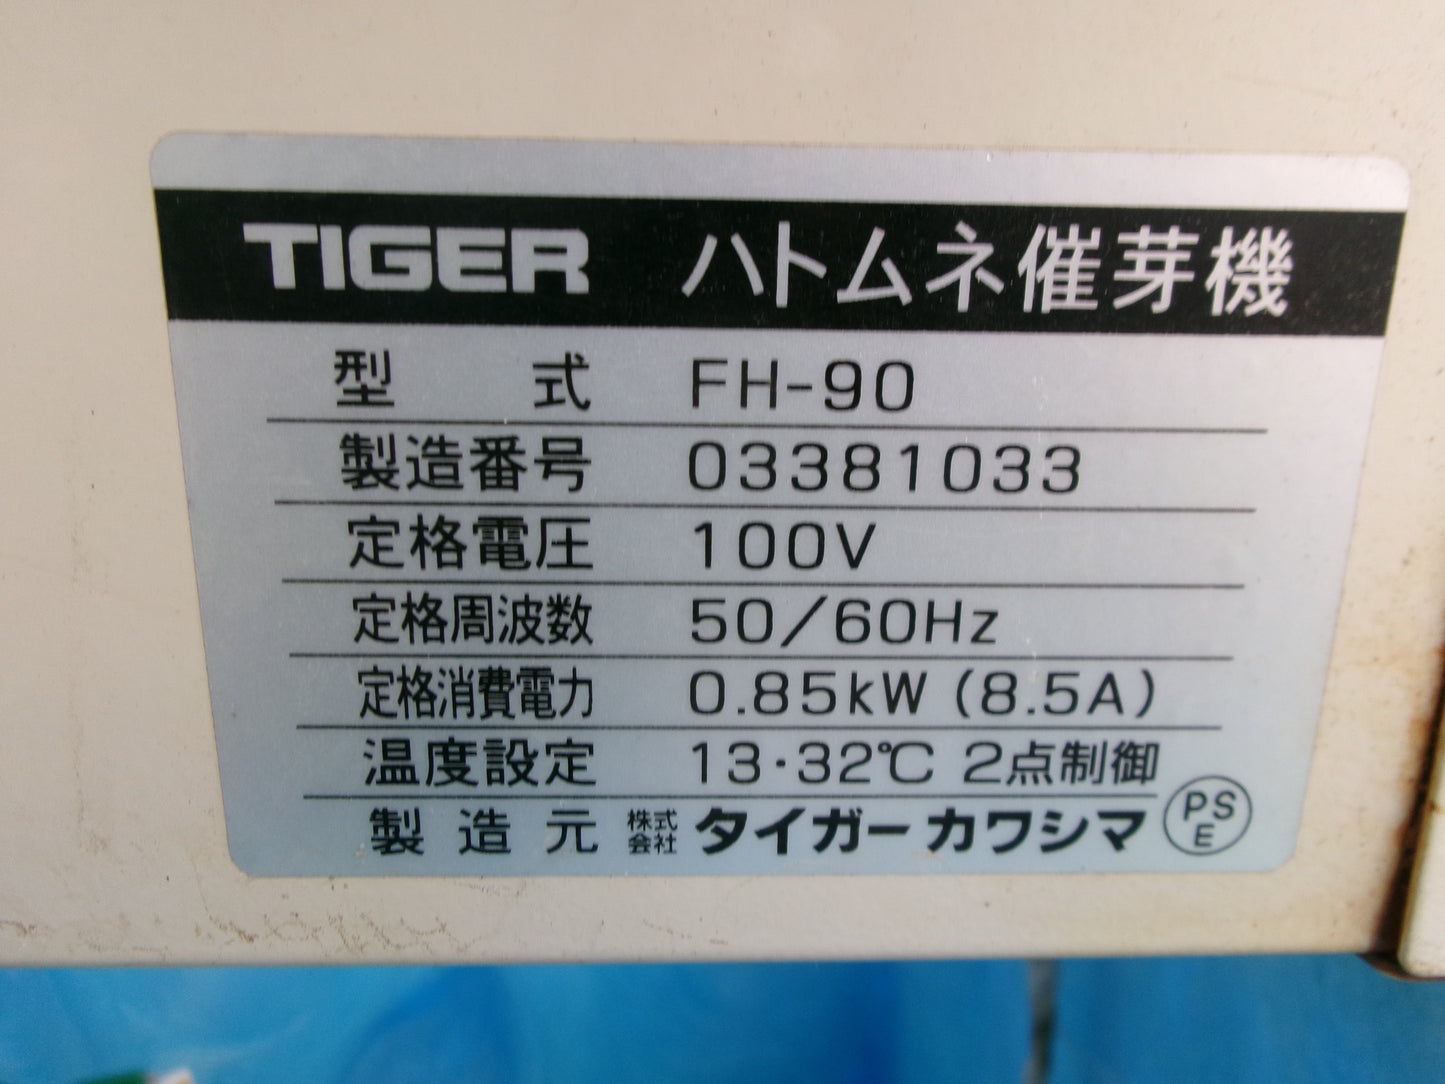 TIGER ハトムネ催芽機
型式 FH-90
製造番号 03381033
定格電圧 100V
定格周波数 50/60Hz
定格消費電力 0.85kW (8.5A)
温度設定 13・32℃ 2点制御
製造元 株式会社 タイガーカワシマ PSE